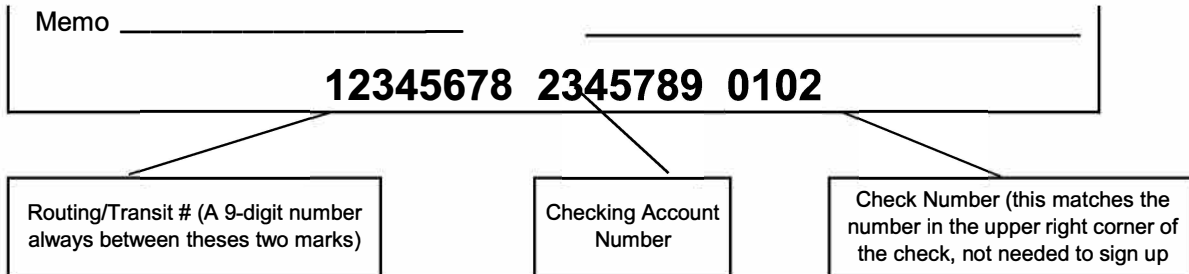 Memo
12345678 2345789 0102
Routing/Transit # (A 9-digit number
always between theses two marks)
Checking Account
Number
Check Number (this matches the
number in the upper right corner of
the check, not needed to sign up